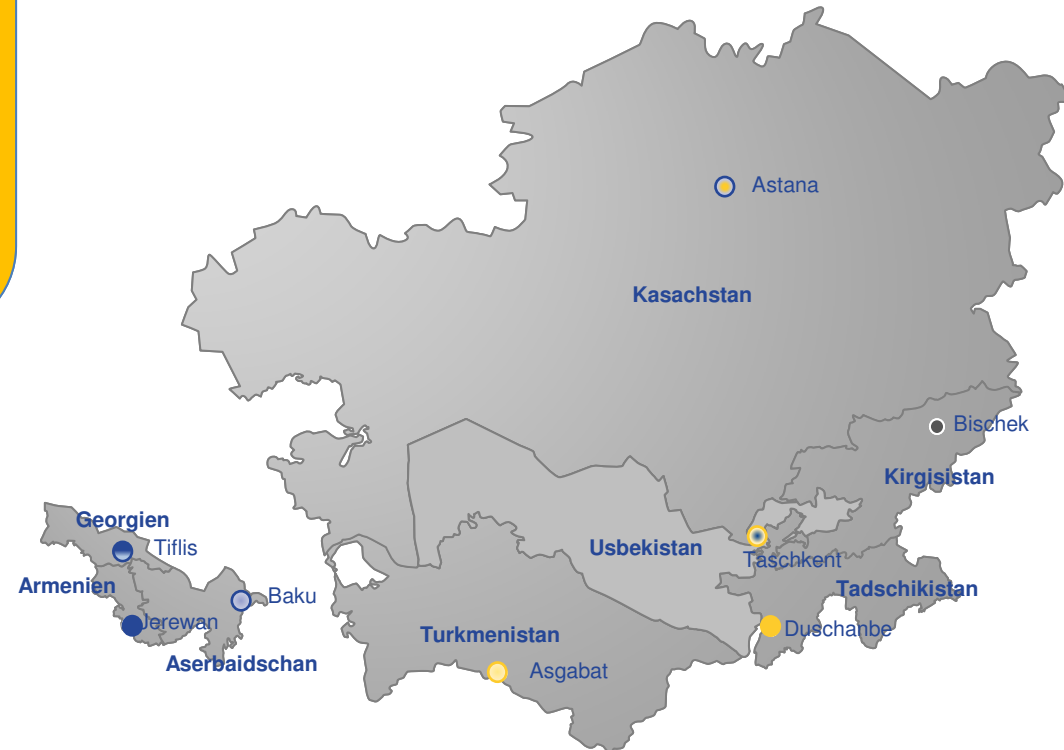 Astana
Kasachstan
Bischek
Kirgisistan
Georgien
Tiflis
Usbekistan
Taschkent
Armenien
Baku
Tadschikistan
Jerewan
Turkmenistan
Duschanbe
Aserbaidschan
Asgabat